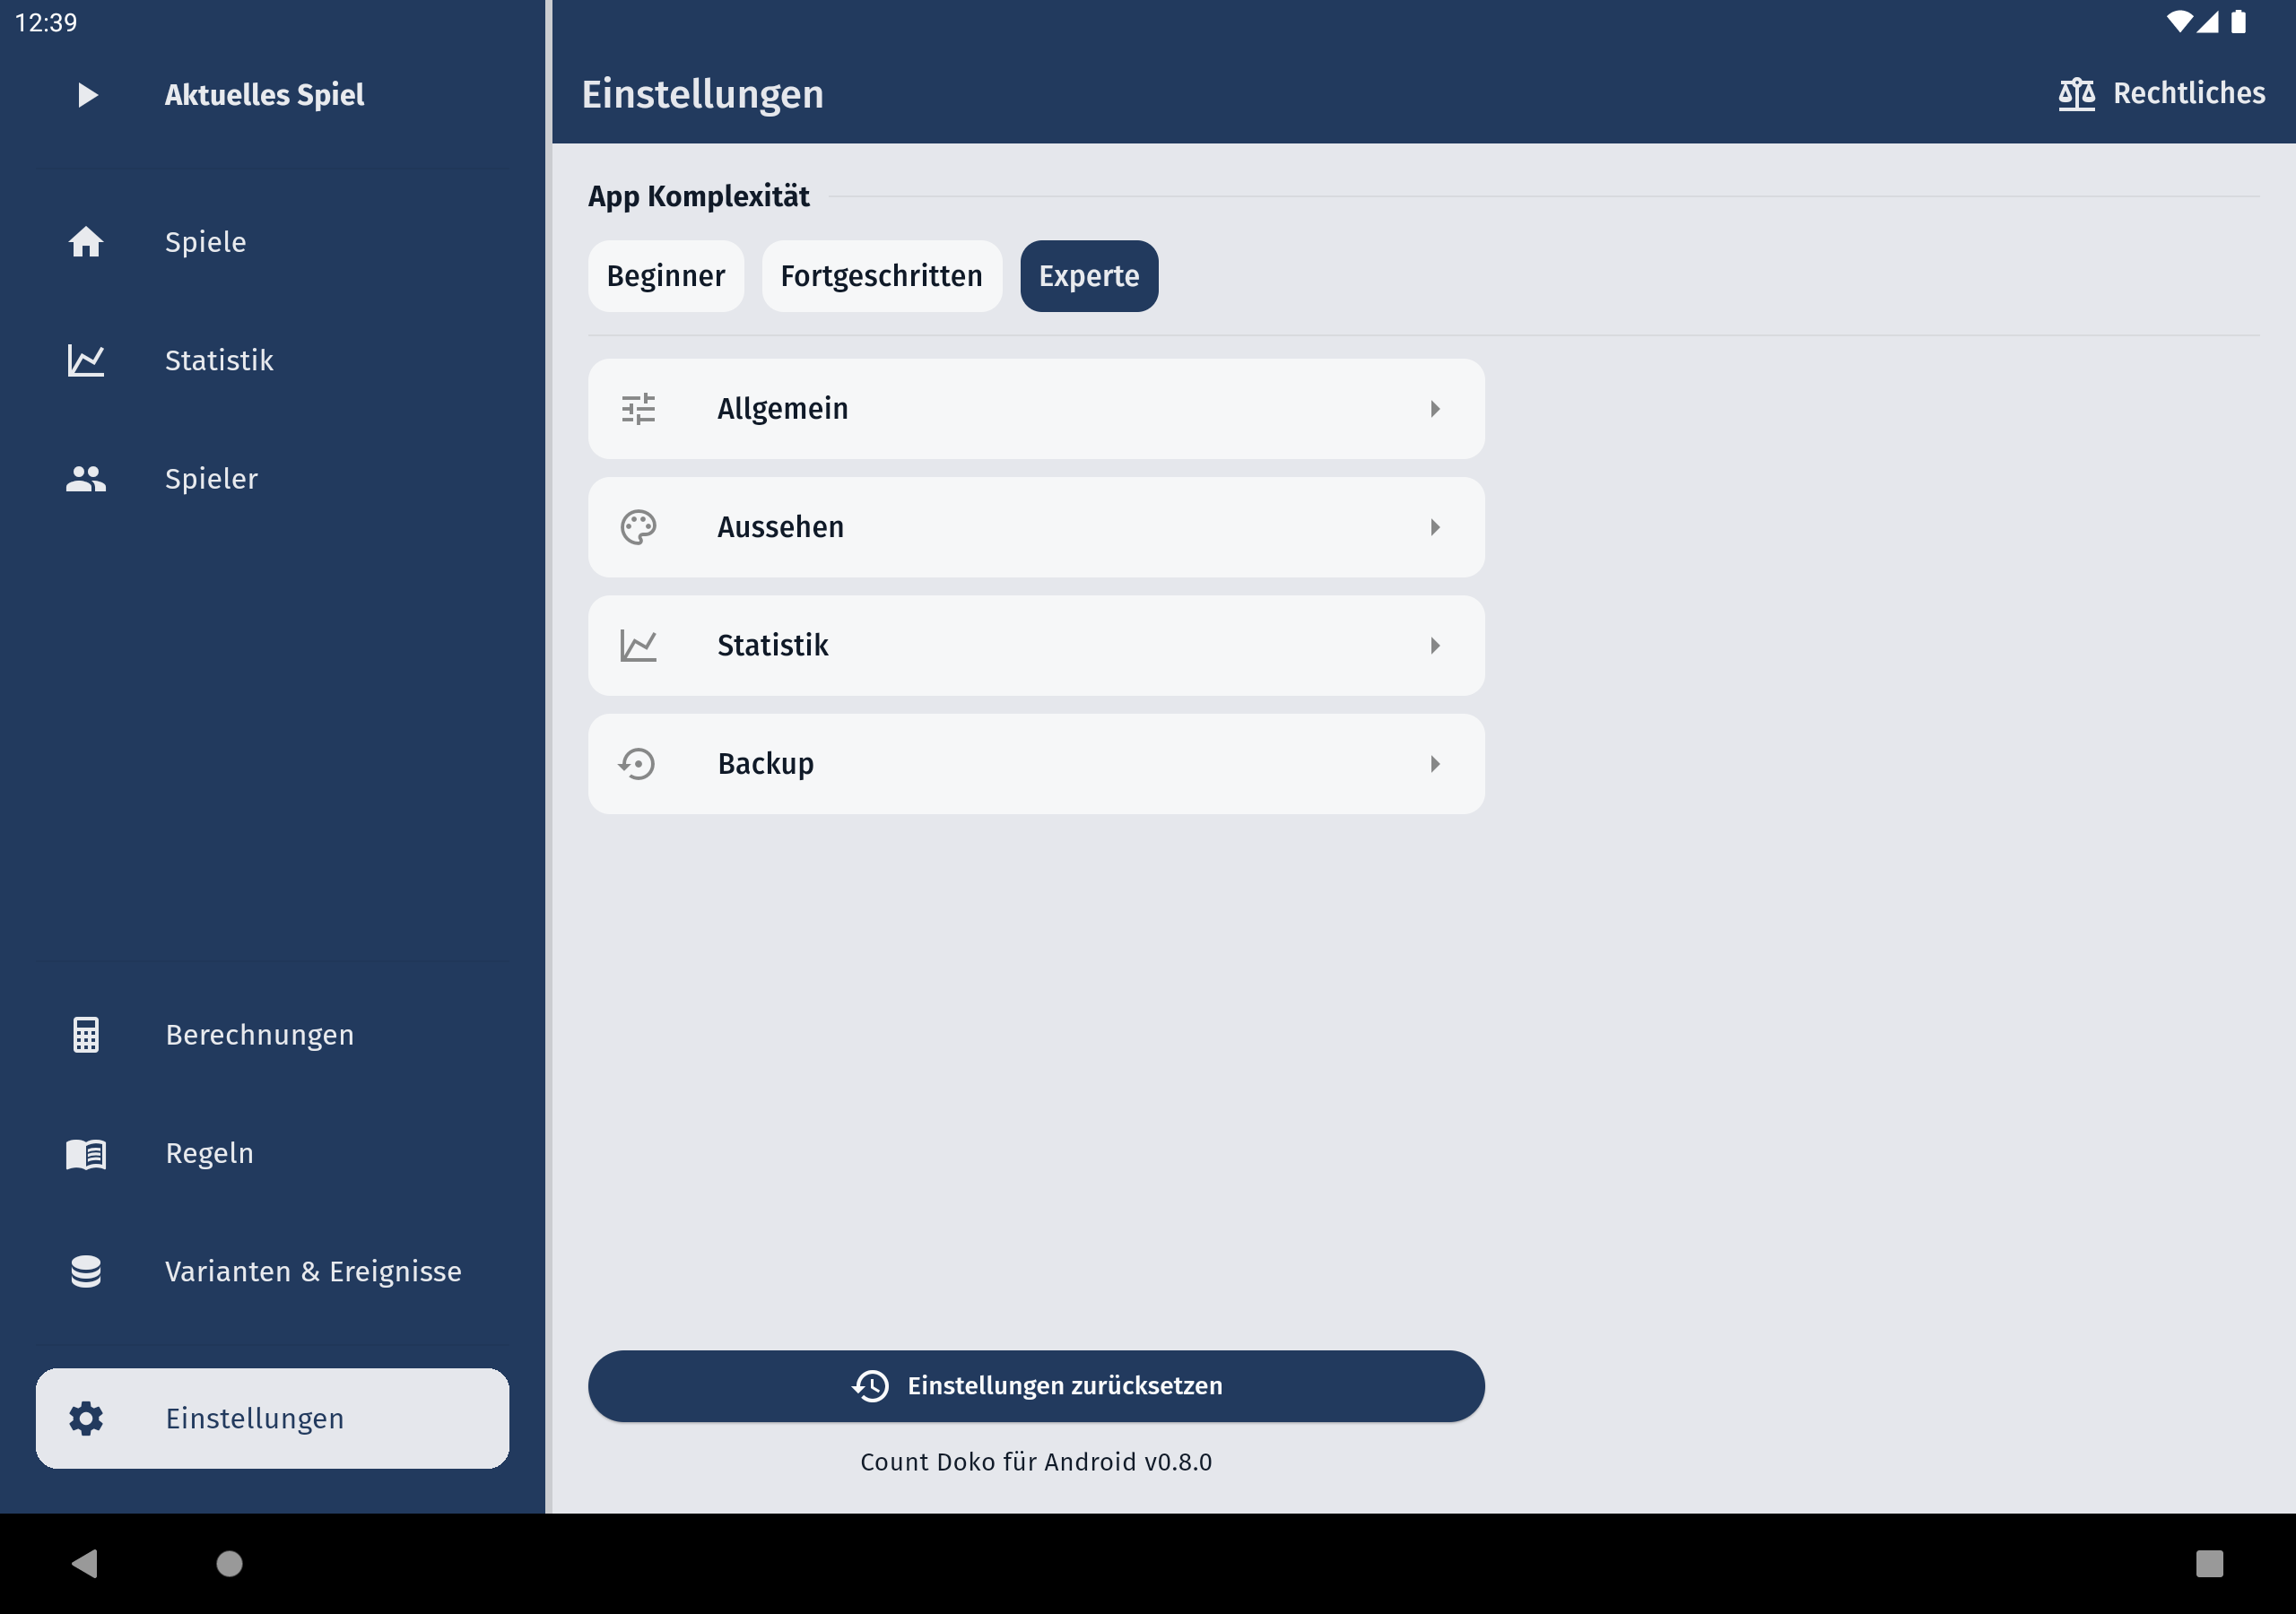 12:39
Aktuelles Spiel
Spiele
Statistik
Spieler
Berechnungen
Regeln
Varianten & Ereignisse
Einstellungen
Einstellungen
Rechtliches
App Komplexität
Beginner
Fortgeschritten
Experte
Allgemein
Aussehen
Statistik
Backup
Einstellungen zurücksetzen
Count Doko für Android v0.8.0